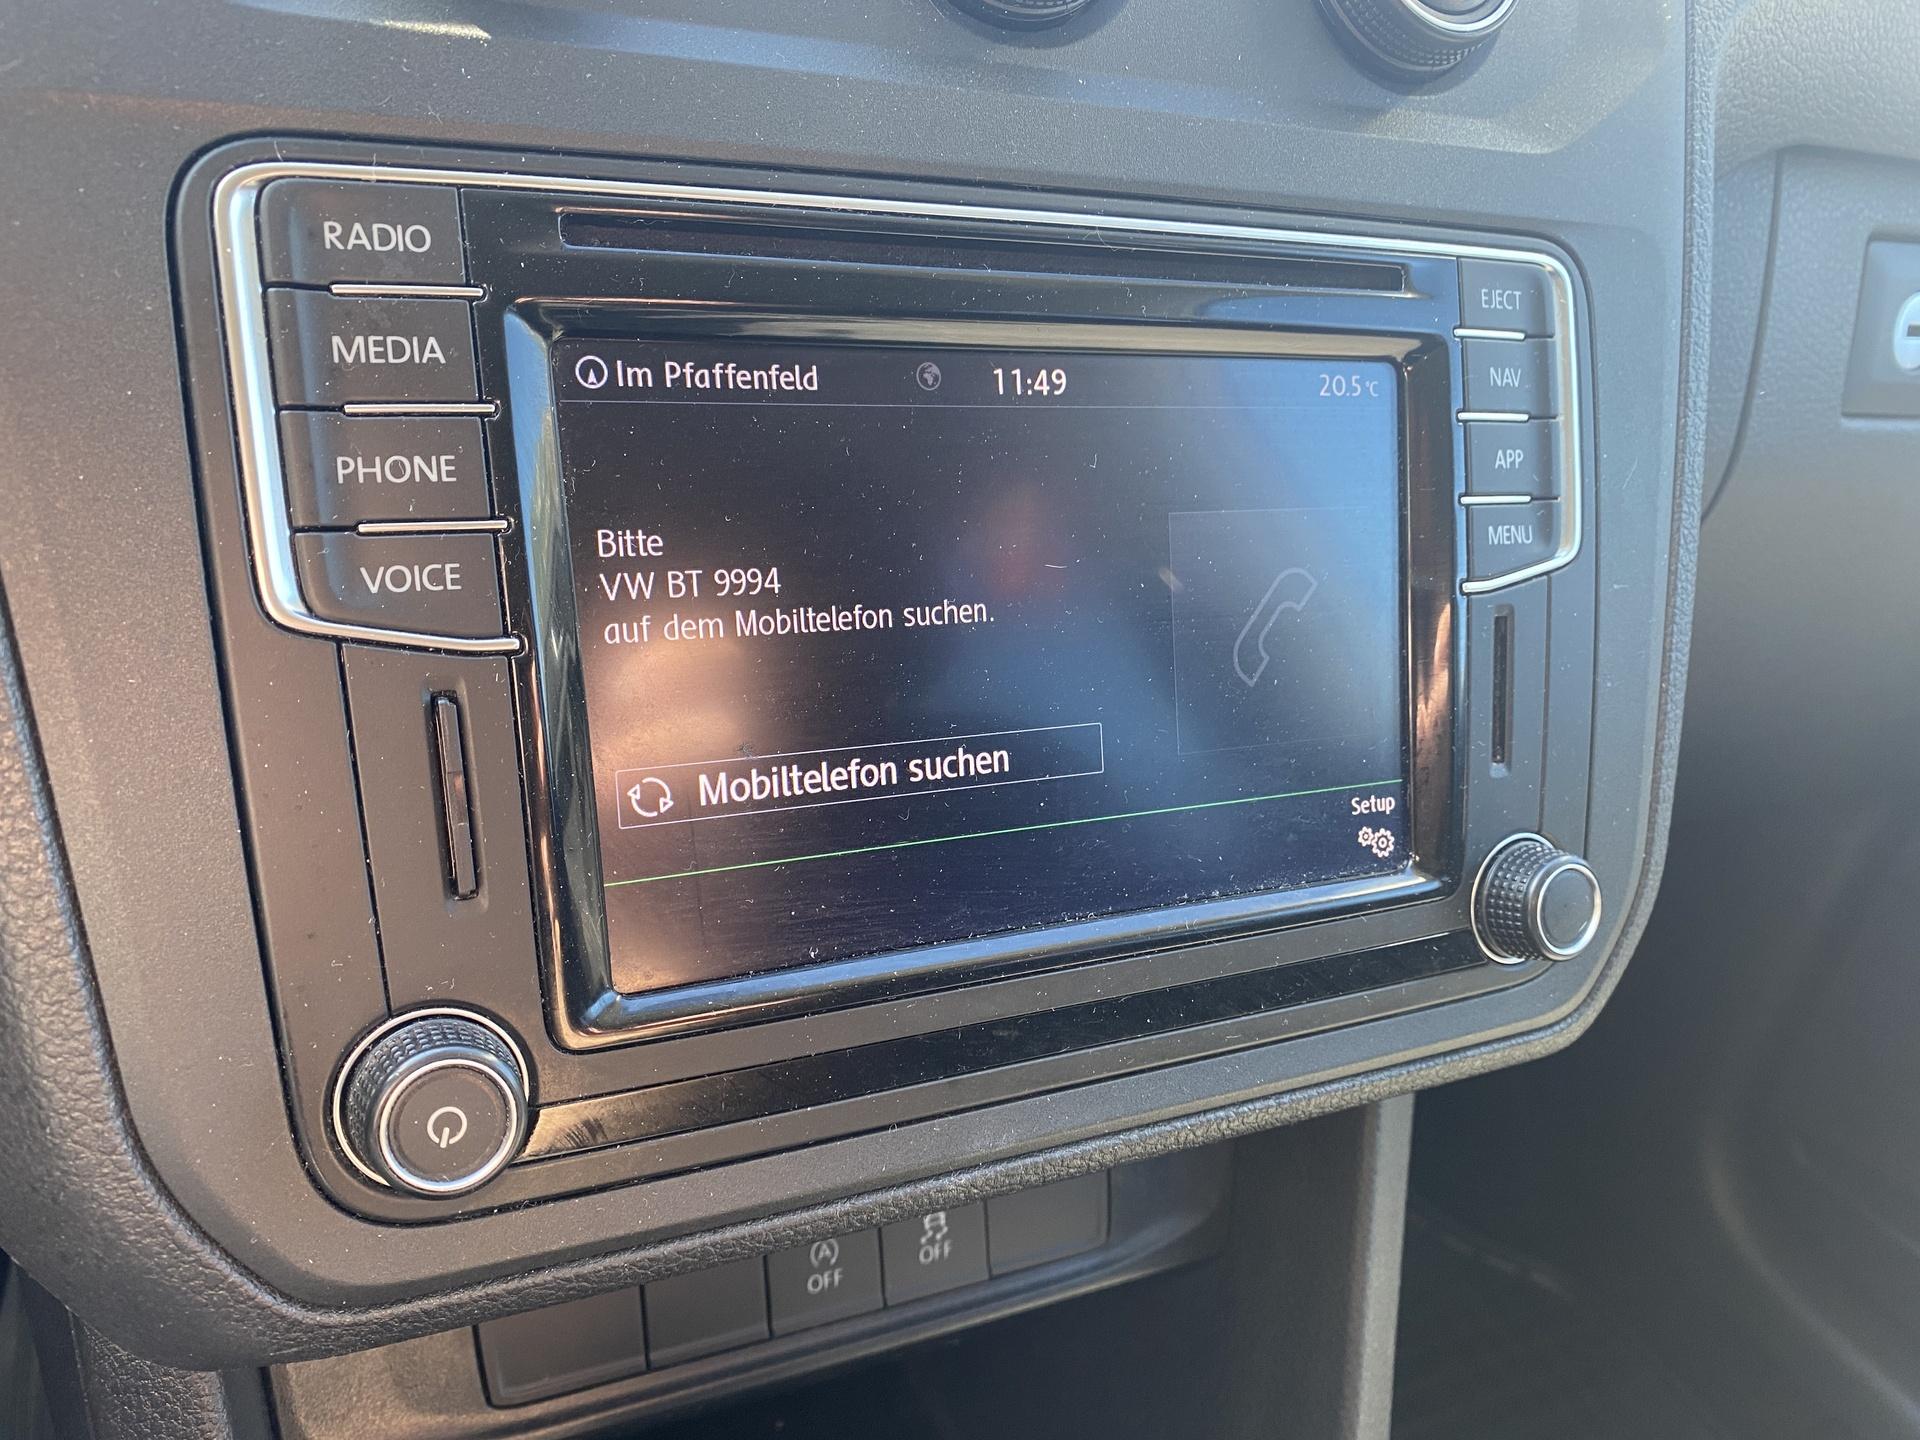 RADIO
MEDIA
PHONE
VOICE
EJECT
NAV
APP
MENU
Im Pfaffenfeld 11:49 20.5 °C
Bitte
VW BT 9994
auf dem Mobiltelefon suchen.
Mobiltelefon suchen
Setup
A
OFF
OFF